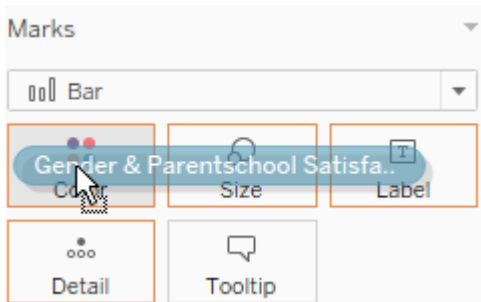 Marks
Bar
Gender & Parentschool Satisfa..
Color Size Label
Detail Tooltip